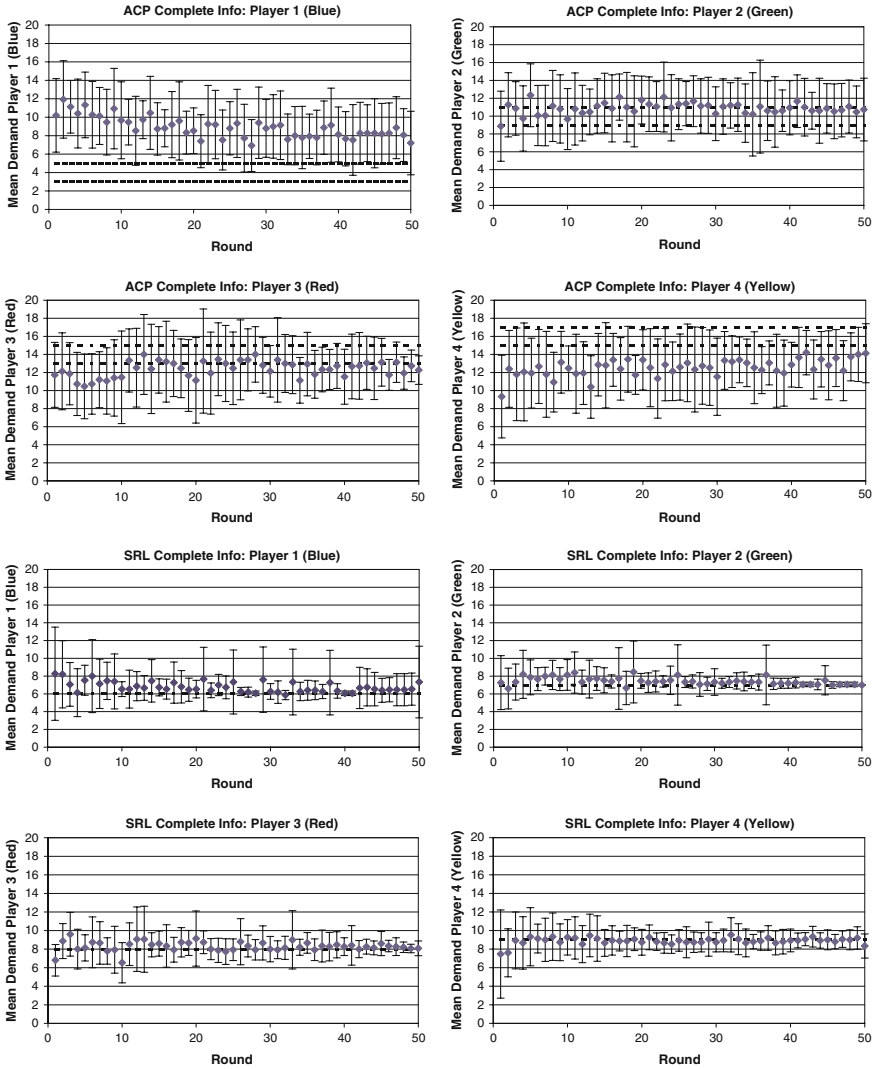 ACP Complete Info: Player 1 (Blue)
Mean Demand Player 1 (Blue)
20
18
16
14
12
10
8
6
4
2
0
0 10 20 30 40 50
Round
ACP Complete Info: Player 2 (Green)
Mean Demand Player 2 (Green)
20
18
16
14
12
10
8
6
4
2
0
0 10 20 30 40 50
Round
ACP Complete Info: Player 3 (Red)
Mean Demand Player 3 (Red)
20
18
16
14
12
10
8
6
4
2
0
0 10 20 30 40 50
Round
ACP Complete Info: Player 4 (Yellow)
Mean Demand Player 4 (Yellow)
20
18
16
14
12
10
8
6
4
2
0
0 10 20 30 40 50
Round
SRL Complete Info: Player 1 (Blue)
Mean Demand Player 1 (Blue)
20
18
16
14
12
10
8
6
4
2
0
0 10 20 30 40 50
Round
SRL Complete Info: Player 2 (Green)
Mean Demand Player 2 (Green)
20
18
16
14
12
10
8
6
4
2
0
0 10 20 30 40 50
Round
SRL Complete Info: Player 3 (Red)
Mean Demand Player 3 (Red)
20
18
16
14
12
10
8
6
4
2
0
0 10 20 30 40 50
Round
SRL Complete Info: Player 4 (Yellow)
Mean Demand Player 4 (Yellow)
20
18
16
14
12
10
8
6
4
2
0
0 10 20 30 40 50
Round